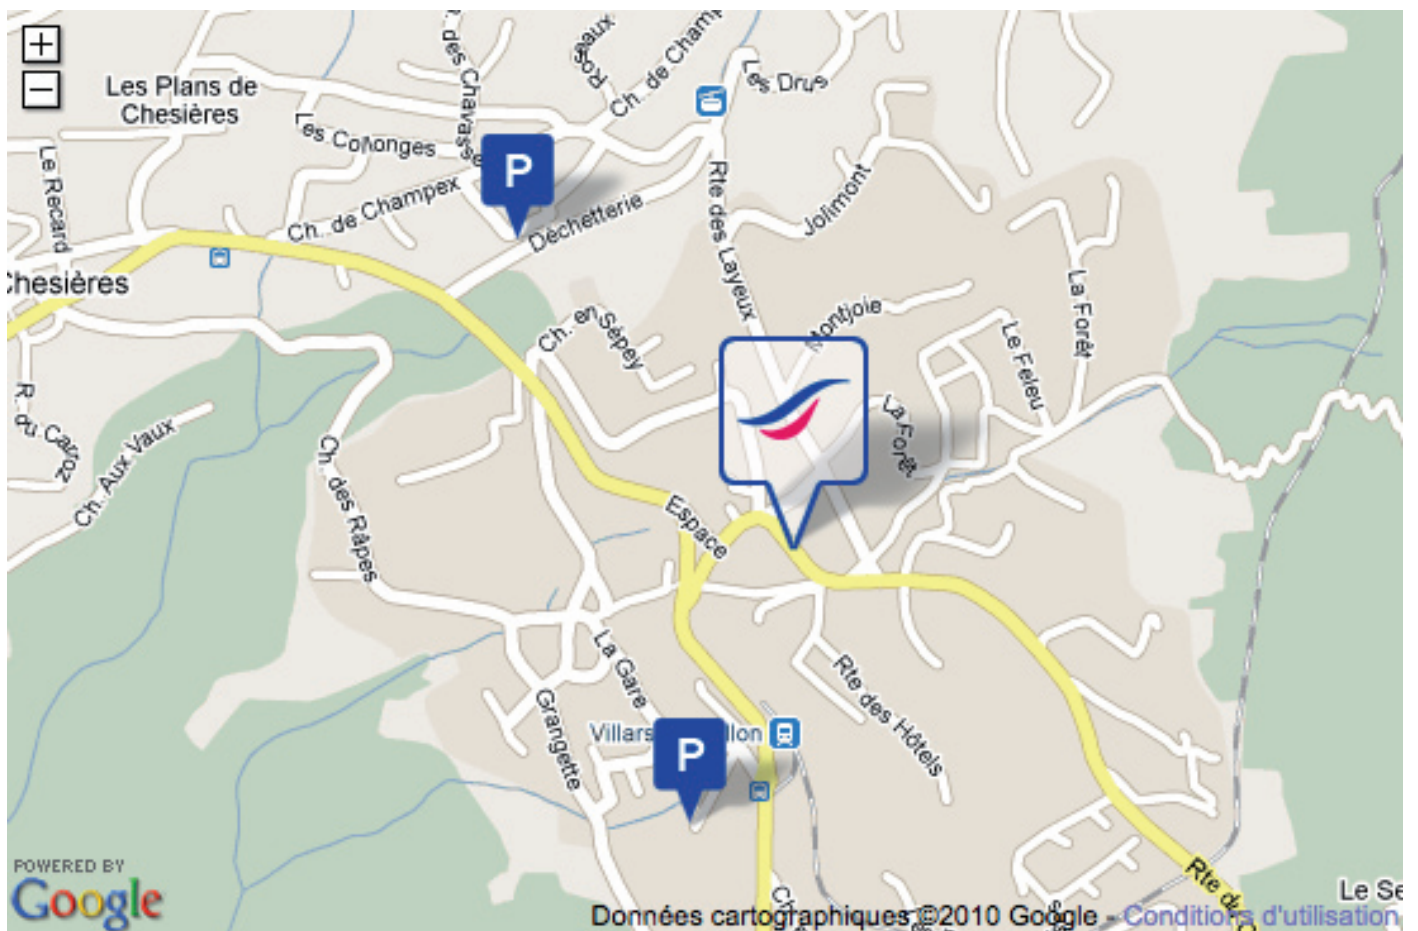 +
R. des Chavasse
Roseaux
Ch. de Champ
Les Drus
−
Les Plans de
Chesières
Les Collonges
Le Recard
P
Ch. de Champex
Rte des Layeux
Jolimont
Déchetterie
Chesières
La Forêt
Ch. en Sépey
Montjoie
Le Feleu
R. du Carroz
La Forêt
Ch. Aux Vaux
Ch. des Râpes
Espace
La Gare
Rte des Hôtels
Grangette
Villars
llon
P
POWERED BY
Google
Rte d
Le Se
Ch
Données cartographiques ©2010 Google - Conditions d'utilisation